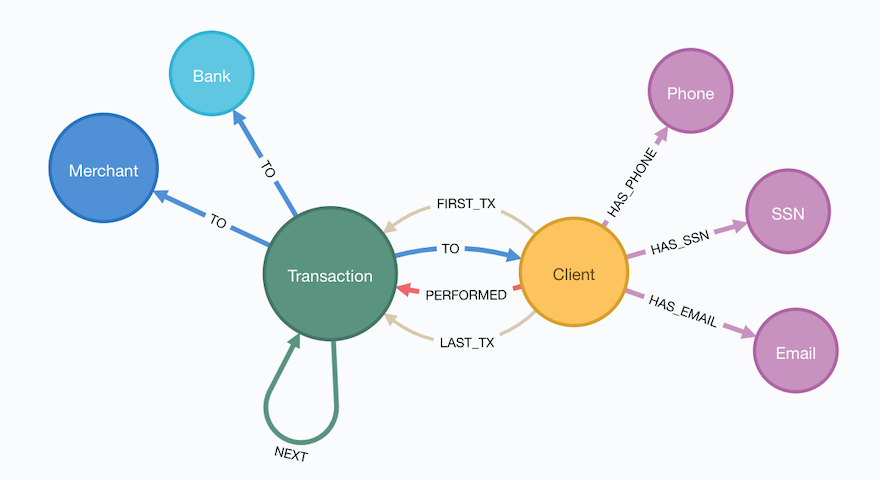 Bank
Phone
Merchant
TO
HAS_PHONE
TO
FIRST_TX
SSN
HAS_SSN
TO
Transaction
Client
PERFORMED
HAS_EMAIL
LAST_TX
Email
NEXT